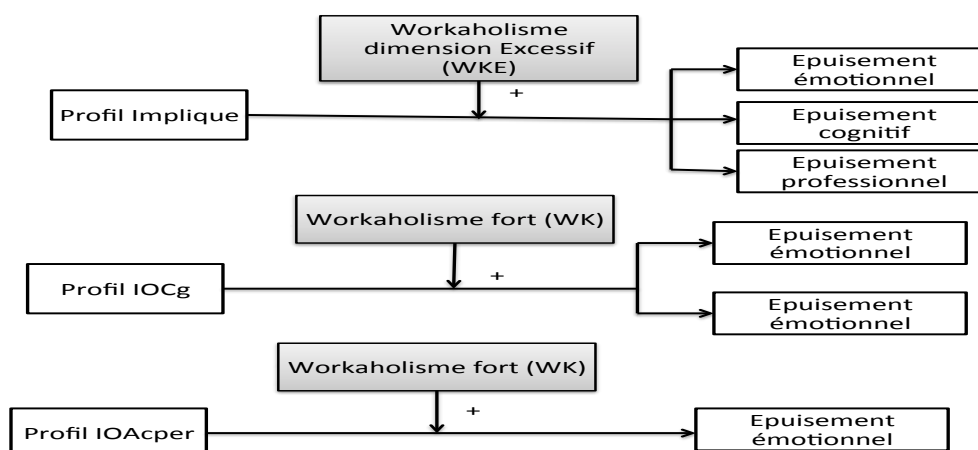 Workaholisme
dimension Excessif
(WKE)
+
Profil Implique
Epuisement
émotionnel
Epuisement
cognitif
Epuisement
professionnel
Workaholisme fort (WK)
+
Profil IOCg
Epuisement
émotionnel
Epuisement
émotionnel
Workaholisme fort (WK)
+
Profil IOAcper
Epuisement
émotionnel